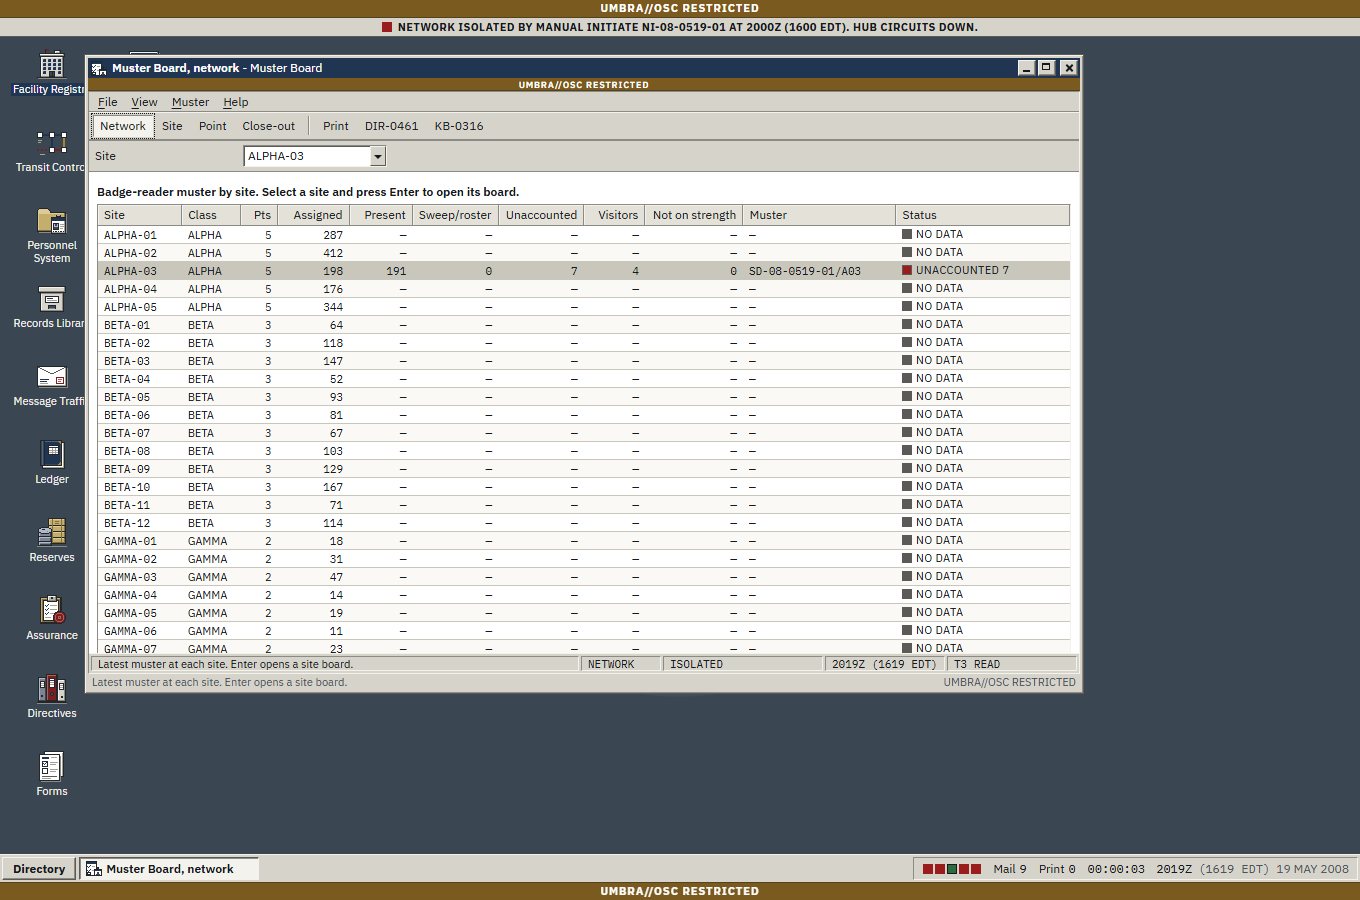 UMBRA//OSC RESTRICTED
NETWORK ISOLATED BY MANUAL INITIATE NI-08-0519-01 AT 2000Z (1600 EDT). HUB CIRCUITS DOWN.
Facility Registr
Transit Contro
Personnel
System
Records Librar
Message Traffi
Ledger
Reserves
Assurance
Directives
Forms
Muster Board, network - Muster Board
UMBRA//OSC RESTRICTED
File View Muster Help
Network Site Point Close-out Print DIR-0461 KB-0316
Site ALPHA-03
Badge-reader muster by site. Select a site and press Enter to open its board.
Site Class Pts Assigned Present Sweep/roster Unaccounted Visitors Not on strength Muster Status
ALPHA-01 ALPHA 5 287 — — — — — — NO DATA
ALPHA-02 ALPHA 5 412 — — — — — — NO DATA
ALPHA-03 ALPHA 5 198 191 0 7 4 0 SD-08-0519-01/A03 UNACCOUNTED 7
ALPHA-04 ALPHA 5 176 — — — — — — NO DATA
ALPHA-05 ALPHA 5 344 — — — — — — NO DATA
BETA-01 BETA 3 64 — — — — — — NO DATA
BETA-02 BETA 3 118 — — — — — — NO DATA
BETA-03 BETA 3 147 — — — — — — NO DATA
BETA-04 BETA 3 52 — — — — — — NO DATA
BETA-05 BETA 3 93 — — — — — — NO DATA
BETA-06 BETA 3 81 — — — — — — NO DATA
BETA-07 BETA 3 67 — — — — — — NO DATA
BETA-08 BETA 3 103 — — — — — — NO DATA
BETA-09 BETA 3 129 — — — — — — NO DATA
BETA-10 BETA 3 167 — — — — — — NO DATA
BETA-11 BETA 3 71 — — — — — — NO DATA
BETA-12 BETA 3 114 — — — — — — NO DATA
GAMMA-01 GAMMA 2 18 — — — — — — NO DATA
GAMMA-02 GAMMA 2 31 — — — — — — NO DATA
GAMMA-03 GAMMA 2 47 — — — — — — NO DATA
GAMMA-04 GAMMA 2 14 — — — — — — NO DATA
GAMMA-05 GAMMA 2 19 — — — — — — NO DATA
GAMMA-06 GAMMA 2 11 — — — — — — NO DATA
GAMMA-07 GAMMA 2 23 — — — — — — NO DATA
Latest muster at each site. Enter opens a site board. NETWORK ISOLATED 2019Z (1619 EDT) T3 READ
Latest muster at each site. Enter opens a site board. UMBRA//OSC RESTRICTED
Directory Muster Board, network Mail 9 Print 0 00:00:03 2019Z (1619 EDT) 19 MAY 2008
UMBRA//OSC RESTRICTED